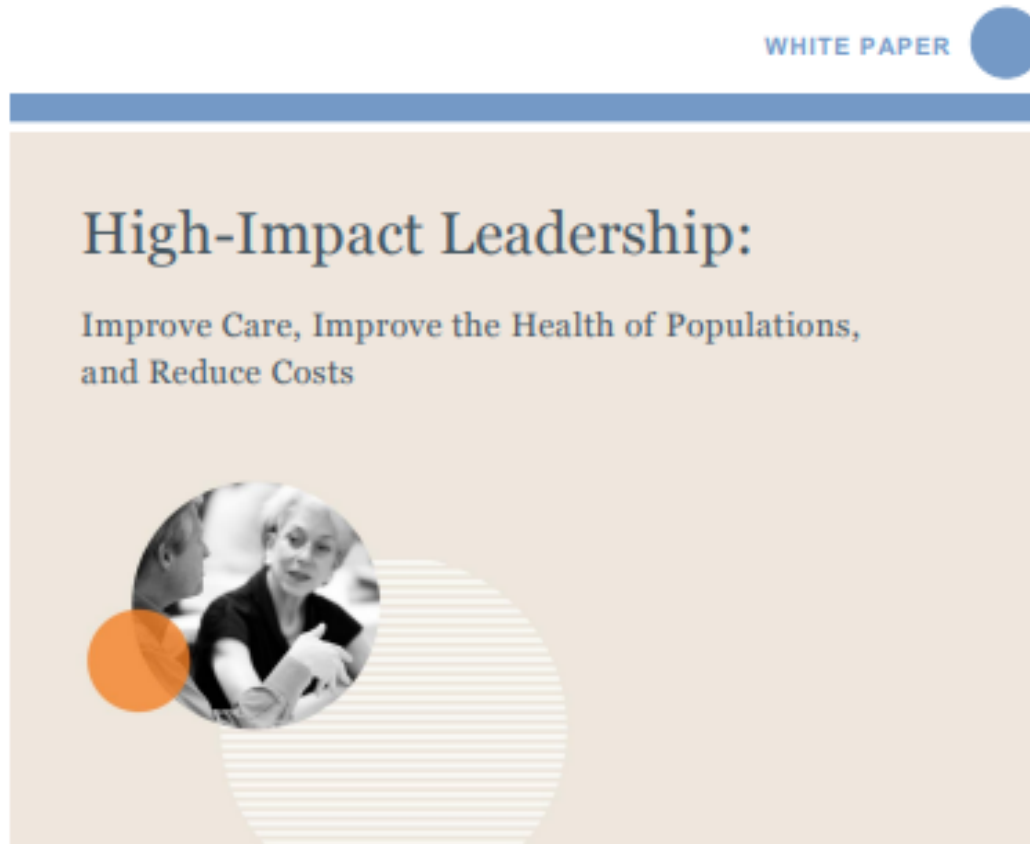 WHITE PAPER
High-Impact Leadership:
Improve Care, Improve the Health of Populations,
and Reduce Costs